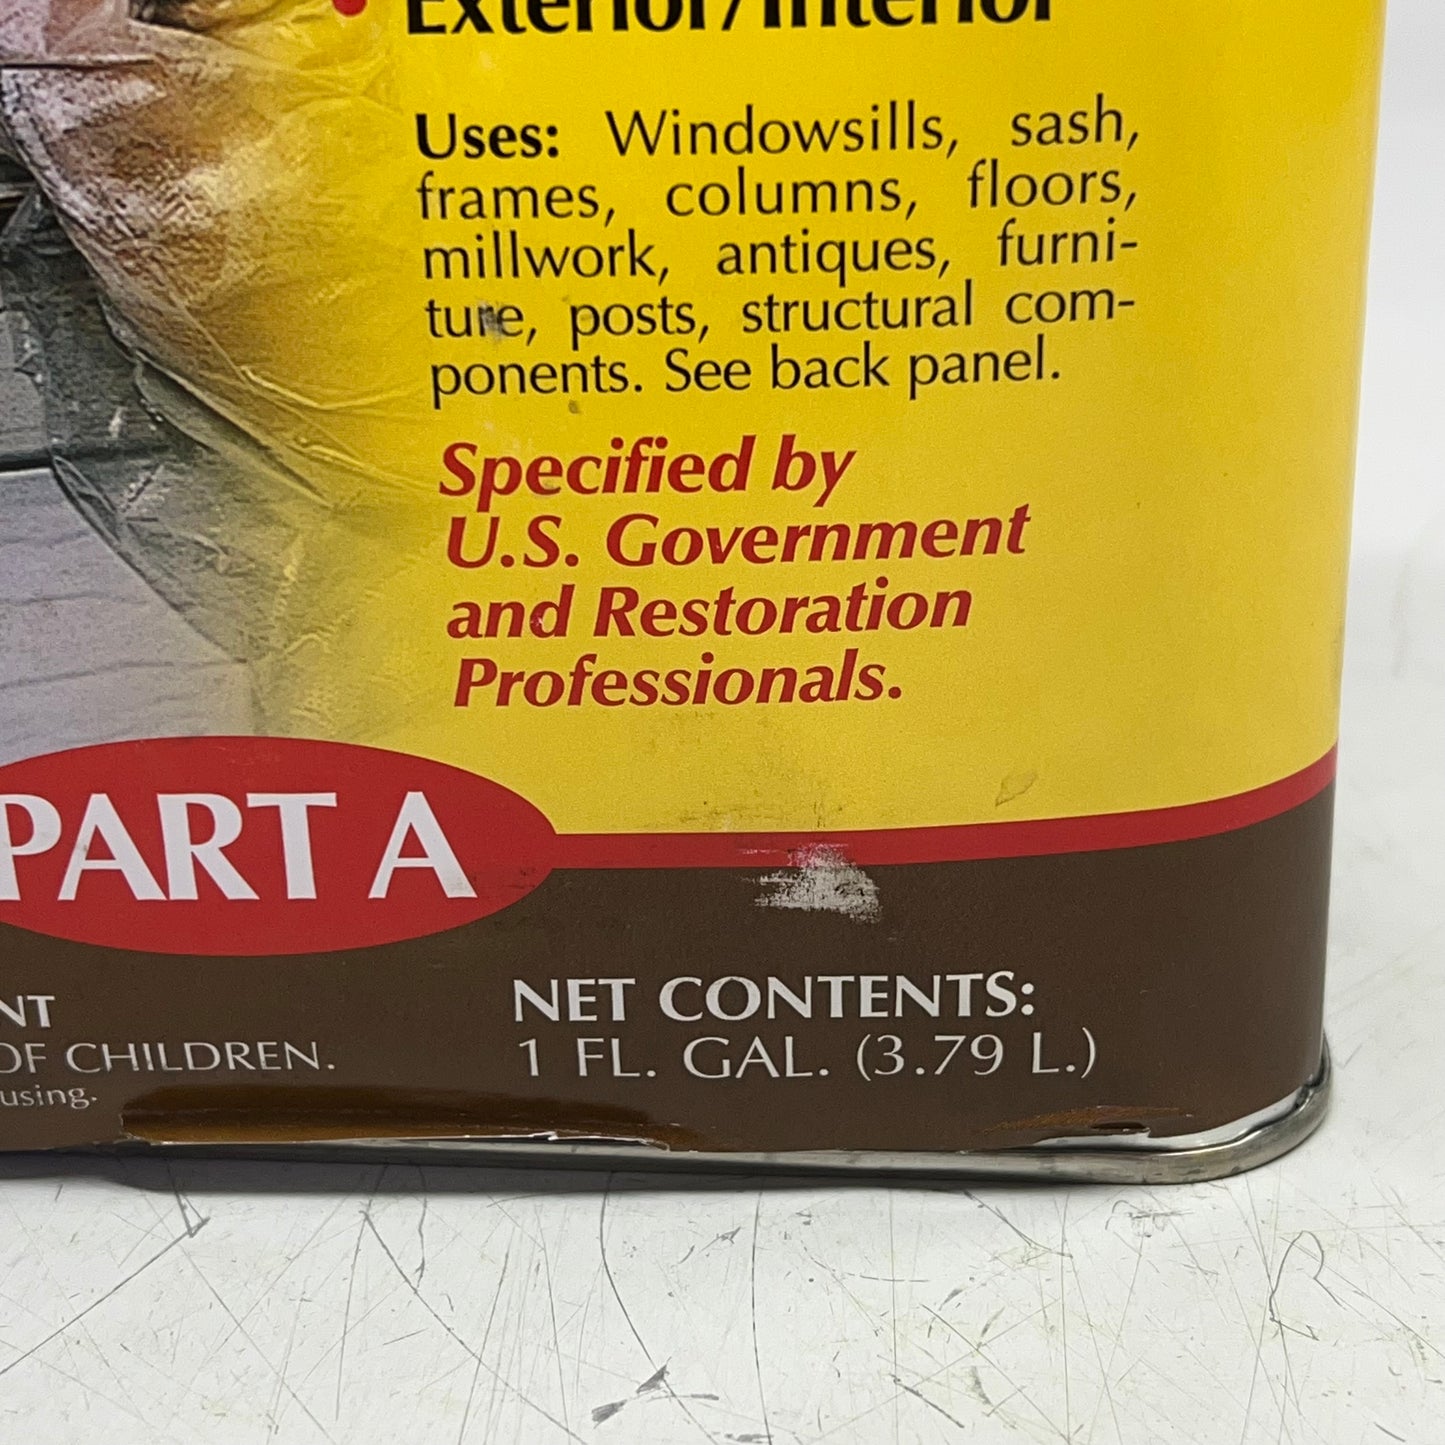 • Exterior/Interior
Uses: Windowsills, sash,
frames, columns, floors,
millwork, antiques, furni-
ture, posts, structural com-
ponents. See back panel.
Specified by
U.S. Government
and Restoration
Professionals.
PART A
NT
OF CHILDREN.
using.
NET CONTENTS:
1 FL. GAL. (3.79 L.)